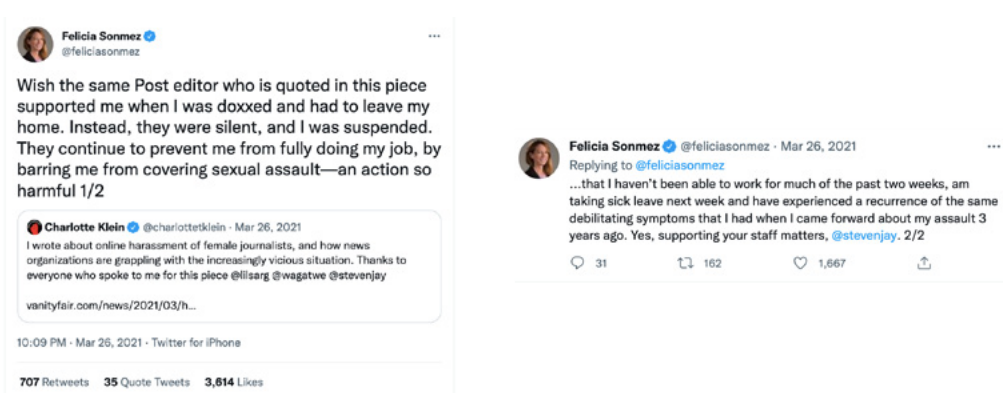 Felicia Sonmez
@feliciasonmez
Wish the same Post editor who is quoted in this piece
supported me when I was doxxed and had to leave my
home. Instead, they were silent, and I was suspended.
They continue to prevent me from fully doing my job, by
barring me from covering sexual assault—an action so
harmful 1/2
Charlotte Klein @charlottetklein · Mar 26, 2021
I wrote about online harassment of female journalists, and how news
organizations are grappling with the increasingly vicious situation. Thanks to
everyone who spoke to me for this piece @lilsarg @wagatwe @stevenjay
vanityfair.com/news/2021/03/h...
10:09 PM · Mar 26, 2021 · Twitter for iPhone
707 Retweets 35 Quote Tweets 3,614 Likes
Felicia Sonmez @feliciasonmez · Mar 26, 2021
Replying to @feliciasonmez
...that I haven't been able to work for much of the past two weeks, am
taking sick leave next week and have experienced a recurrence of the same
debilitating symptoms that I had when I came forward about my assault 3
years ago. Yes, supporting your staff matters, @stevenjay. 2/2
31 162 1,667